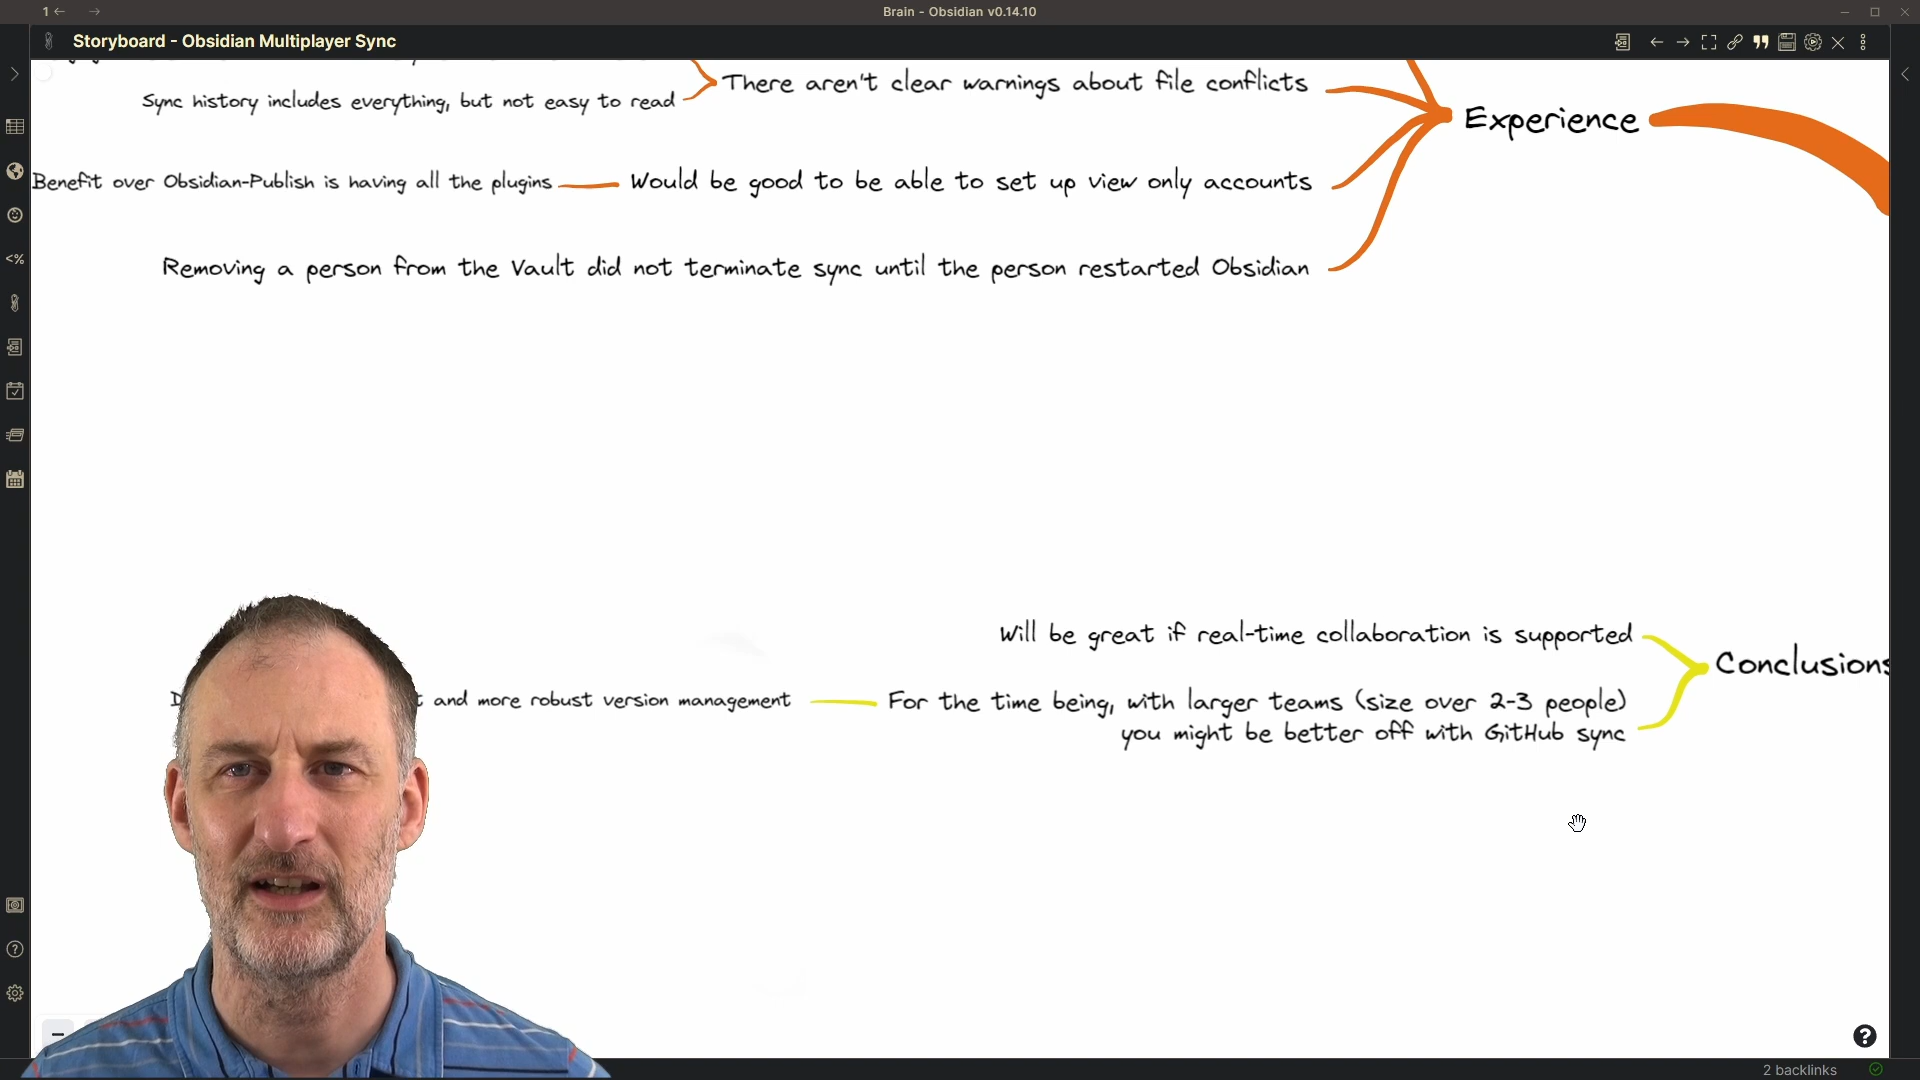 1
Brain - Obsidian v0.14.10
Storyboard - Obsidian Multiplayer Sync
There aren't clear warnings about file conflicts
Sync history includes everything, but not easy to read
Experience
Benefit over Obsidian-Publish is having all the plugins
Would be good to be able to set up view only accounts
Removing a person from the Vault did not terminate sync until the person restarted Obsidian
Will be great if real-time collaboration is supported
Conclusions
and more robust version management
For the time being, with larger teams (size over 2-3 people)
you might be better off with GitHub sync
2 backlinks